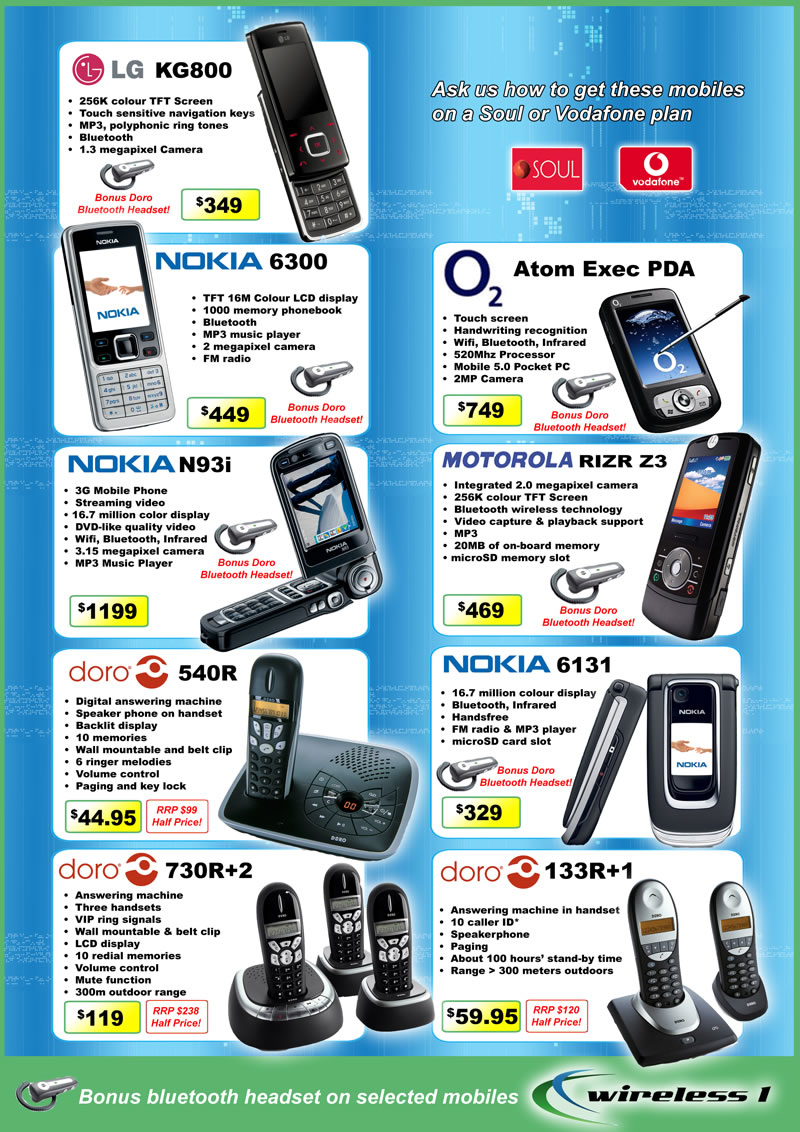 LG KG800
• 256K colour TFT Screen
• Touch sensitive navigation keys
• MP3, polyphonic ring tones
• Bluetooth
• 1.3 megapixel Camera
Bonus Doro
Bluetooth Headset!
$349
Ask us how to get these mobiles
on a Soul or Vodafone plan
SOUL
vodafone™
NOKIA 6300
• TFT 16M Colour LCD display
• 1000 memory phonebook
• Bluetooth
• MP3 music player
• 2 megapixel camera
• FM radio
NOKIA
NOKIA
$449
Bonus Doro
Bluetooth Headset!
O2 Atom Exec PDA
• Touch screen
• Handwriting recognition
• Wifi, Bluetooth, Infrared
• 520Mhz Processor
• Mobile 5.0 Pocket PC
• 2MP Camera
O2
$749
Bonus Doro
Bluetooth Headset!
NOKIA N93i
• 3G Mobile Phone
• Streaming video
• 16.7 million color display
• DVD-like quality video
• Wifi, Bluetooth, Infrared
• 3.15 megapixel camera
• MP3 Music Player
NOKIA
Bonus Doro
Bluetooth Headset!
$1199
MOTOROLA RIZR Z3
• Integrated 2.0 megapixel camera
• 256K colour TFT Screen
• Bluetooth wireless technology
• Video capture & playback support
• MP3
• 20MB of on-board memory
• microSD memory slot
$469
Bonus Doro
Bluetooth Headset!
doro® 540R
• Digital answering machine
• Speaker phone on handset
• Backlit display
• 10 memories
• Wall mountable and belt clip
• 6 ringer melodies
• Volume control
• Paging and key lock
DORO
$44.95
RRP $99
Half Price!
NOKIA 6131
• 16.7 million colour display
• Bluetooth, Infrared
• Handsfree
• FM radio & MP3 player
• microSD card slot
NOKIA
NOKIA
Bonus Doro
Bluetooth Headset!
$329
doro® 730R+2
• Answering machine
• Three handsets
• VIP ring signals
• Wall mountable & belt clip
• LCD display
• 10 redial memories
• Volume control
• Mute function
• 300m outdoor range
$119
RRP $238
Half Price!
doro® 133R+1
• Answering machine in handset
• 10 caller ID*
• Speakerphone
• Paging
• About 100 hours' stand-by time
• Range > 300 meters outdoors
$59.95
RRP $120
Half Price!
Bonus bluetooth headset on selected mobiles
wireless 1